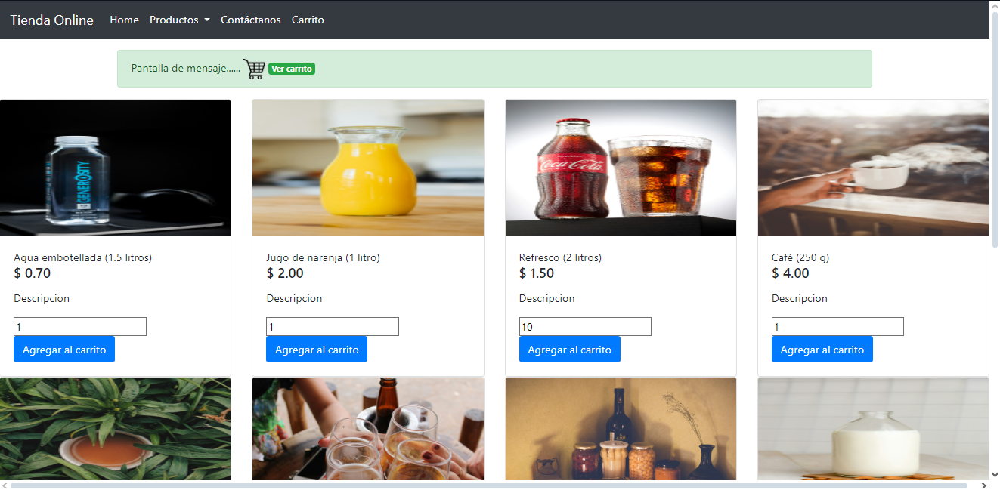 Tienda Online Home Productos Contáctanos Carrito
Pantalla de mensaje...... Ver carrito
GENEROSITY
Coca-Cola
Agua embotellada (1.5 litros)
$ 0.70
Descripcion
1
Agregar al carrito
Jugo de naranja (1 litro)
$ 2.00
Descripcion
1
Agregar al carrito
Refresco (2 litros)
$ 1.50
Descripcion
10
Agregar al carrito
Café (250 g)
$ 4.00
Descripcion
1
Agregar al carrito